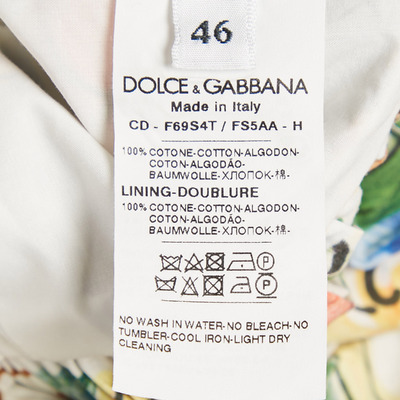 46
DOLCE & GABBANA
Made in Italy
CD - F69S4T / FS5AA - H
100% COTONE-COTTON-ALGODON-
COTON-ALGODÃO-
BAUMWOLLE-ХЛОПОК-棉-
LINING-DOUBLURE
100% COTONE-COTTON-ALGODON-
COTON-ALGODÃO-
BAUMWOLLE-ХЛОПОК-棉-
P
P
NO WASH IN WATER-NO BLEACH-NO
TUMBLER-COOL IRON-LIGHT DRY
CLEANING